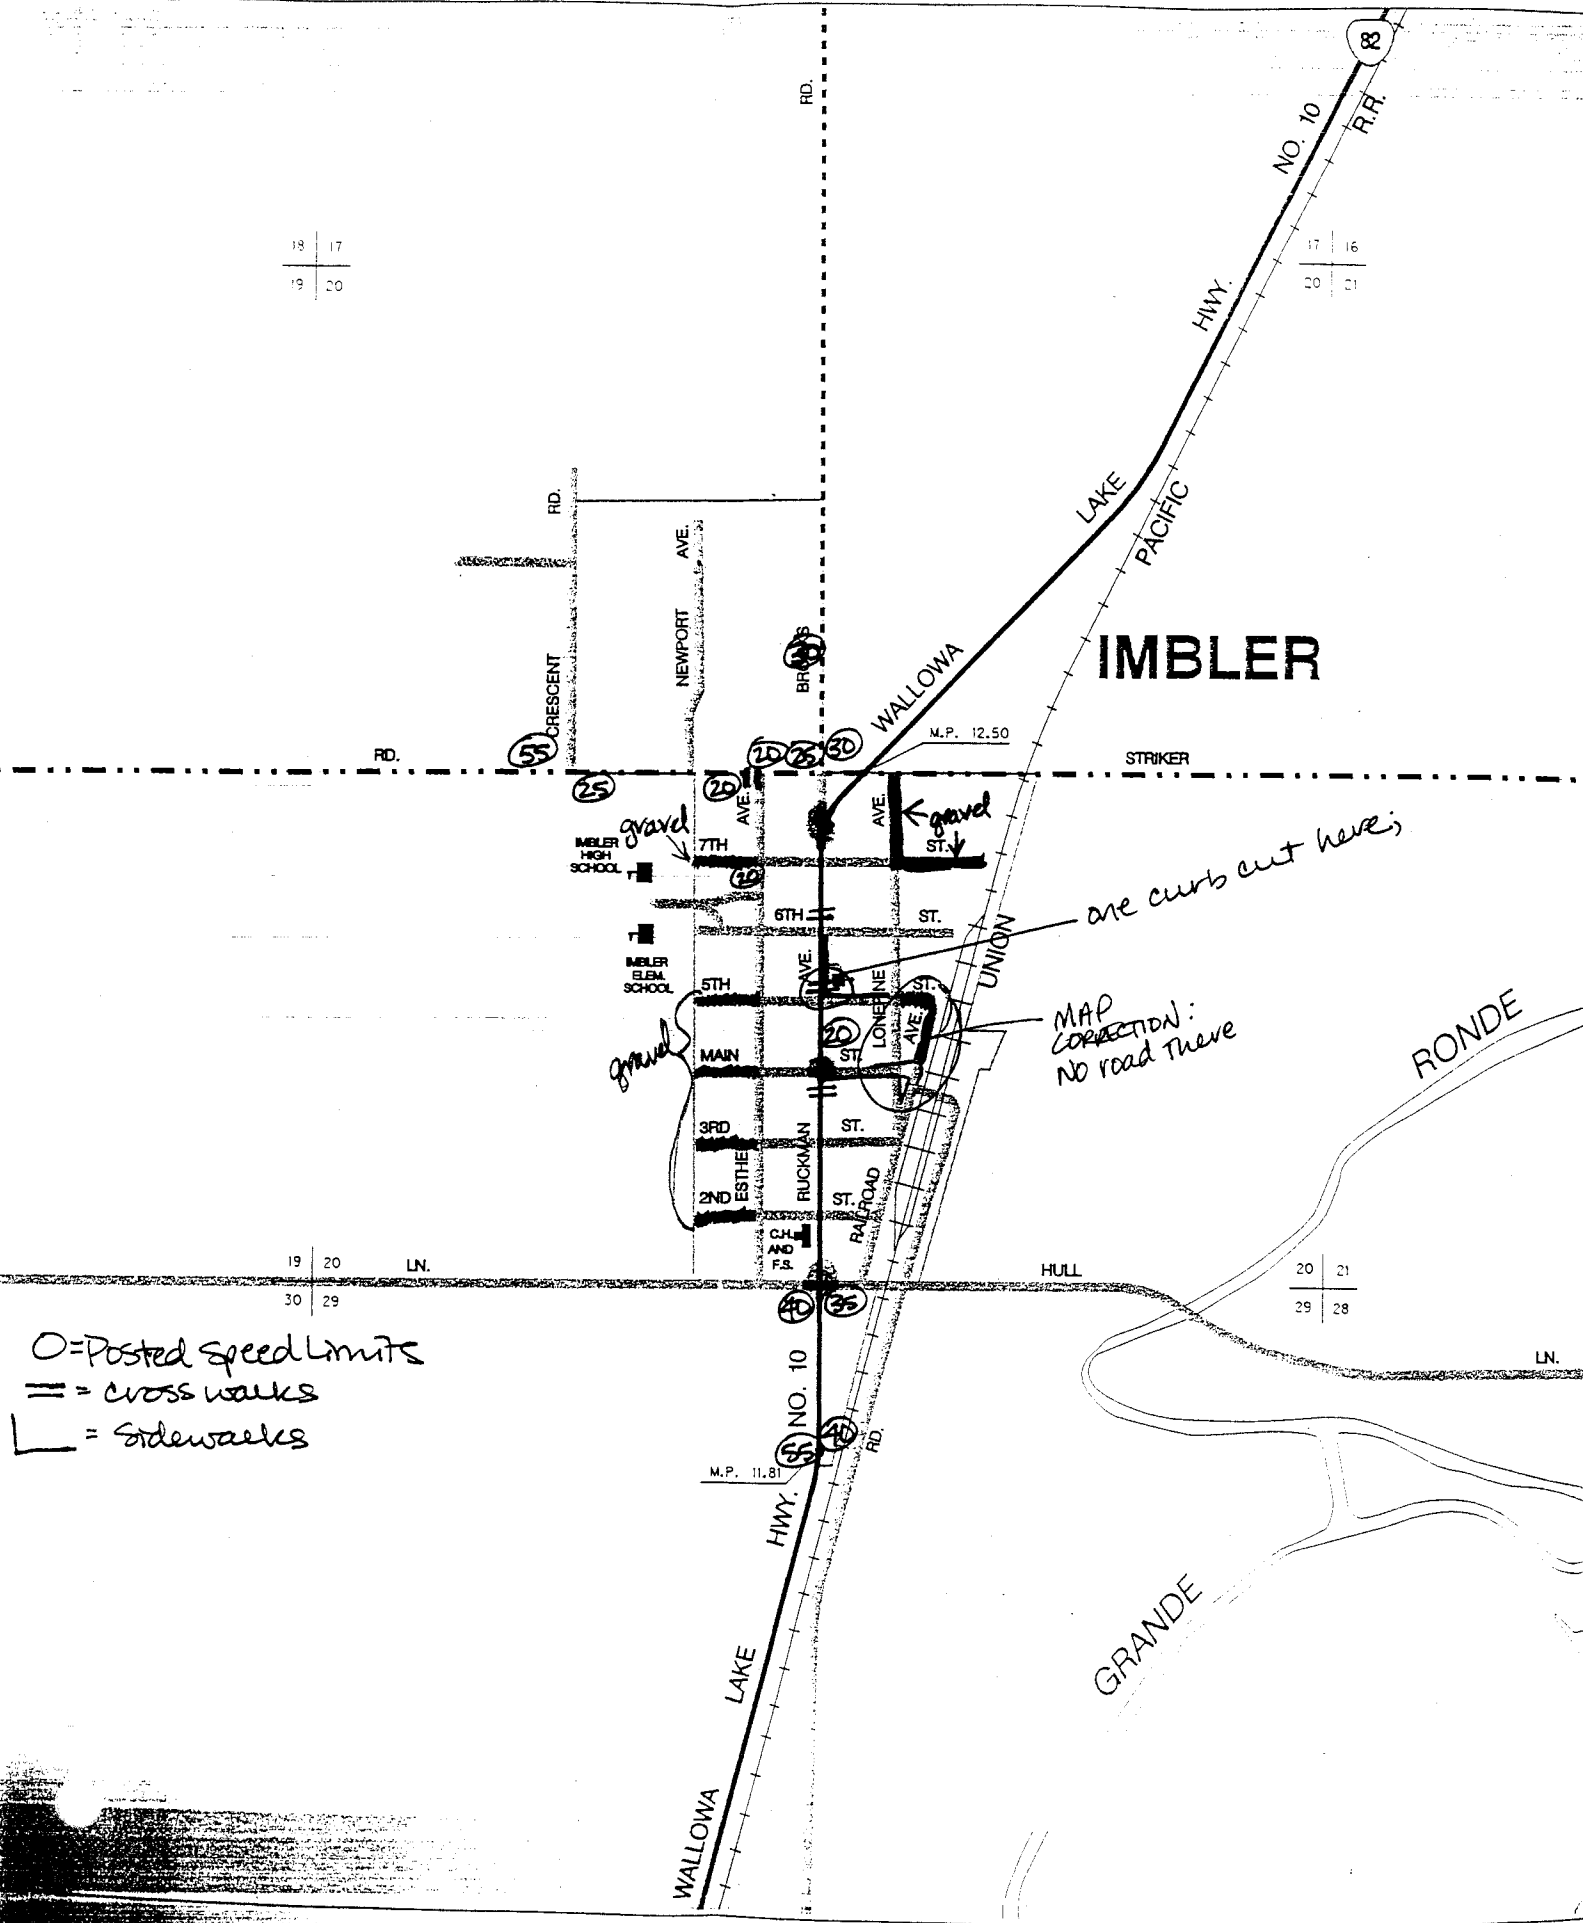 82
RD.
NO. 10
R.R.
18 17
19 20
17 16
20 21
HWY.
LAKE
PACIFIC
RD.
AVE.
NEWPORT
CRESCENT
WALLOWA
IMBLER
M.P. 12.50
RD.
55
20
25
30
STRIKER
25
20
AVE.
AVE.
gravel
gravel
IMBLER
HIGH
SCHOOL
7TH
ST.
20
one curb cut here;
6TH
ST.
UNION
IMBLER
ELEM.
SCHOOL
AVE.
5TH
ST.
LONEPINE
AVE.
20
MAP
CORRECTION:
No road There
RONDE
gravel
MAIN
ST.
3RD
ST.
ESTHE
RUCKMAN
2ND
ST.
RAILROAD
C.H.
AND
F.S.
19 20
30 29
LN.
HULL
20 21
29 28
40
35
O=Posted Speed Limits
= = cross walks
= Sidewalks
LN.
NO. 10
55
40
RD.
M.P. 11.81
HWY.
GRANDE
LAKE
WALLOWA